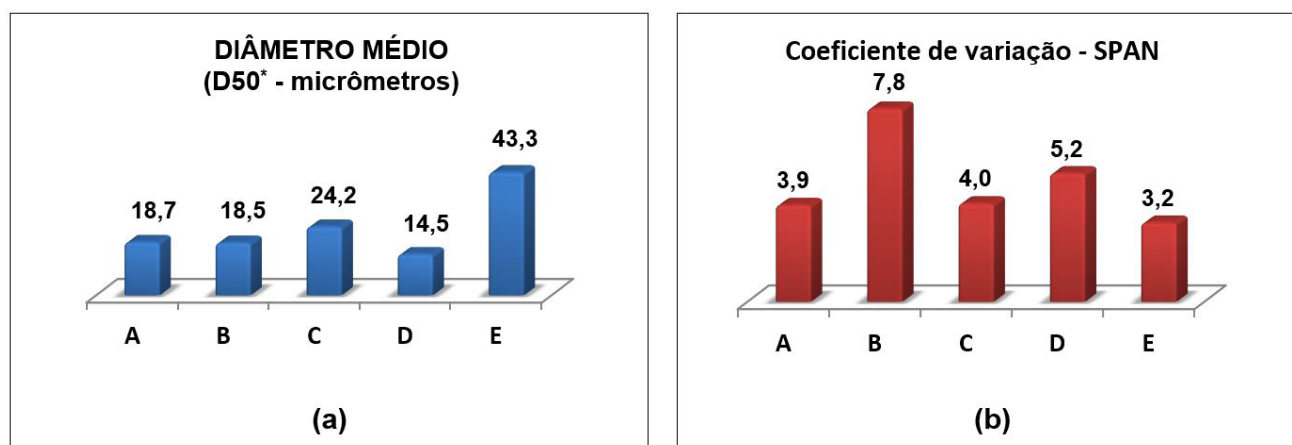 DIÂMETRO MÉDIO
(D50* - micrômetros)
43,3
24,2
18,7
18,5
14,5
A B C D E
(a)
Coeficiente de variação - SPAN
7,8
5,2
3,9
4,0
3,2
A B C D E
(b)